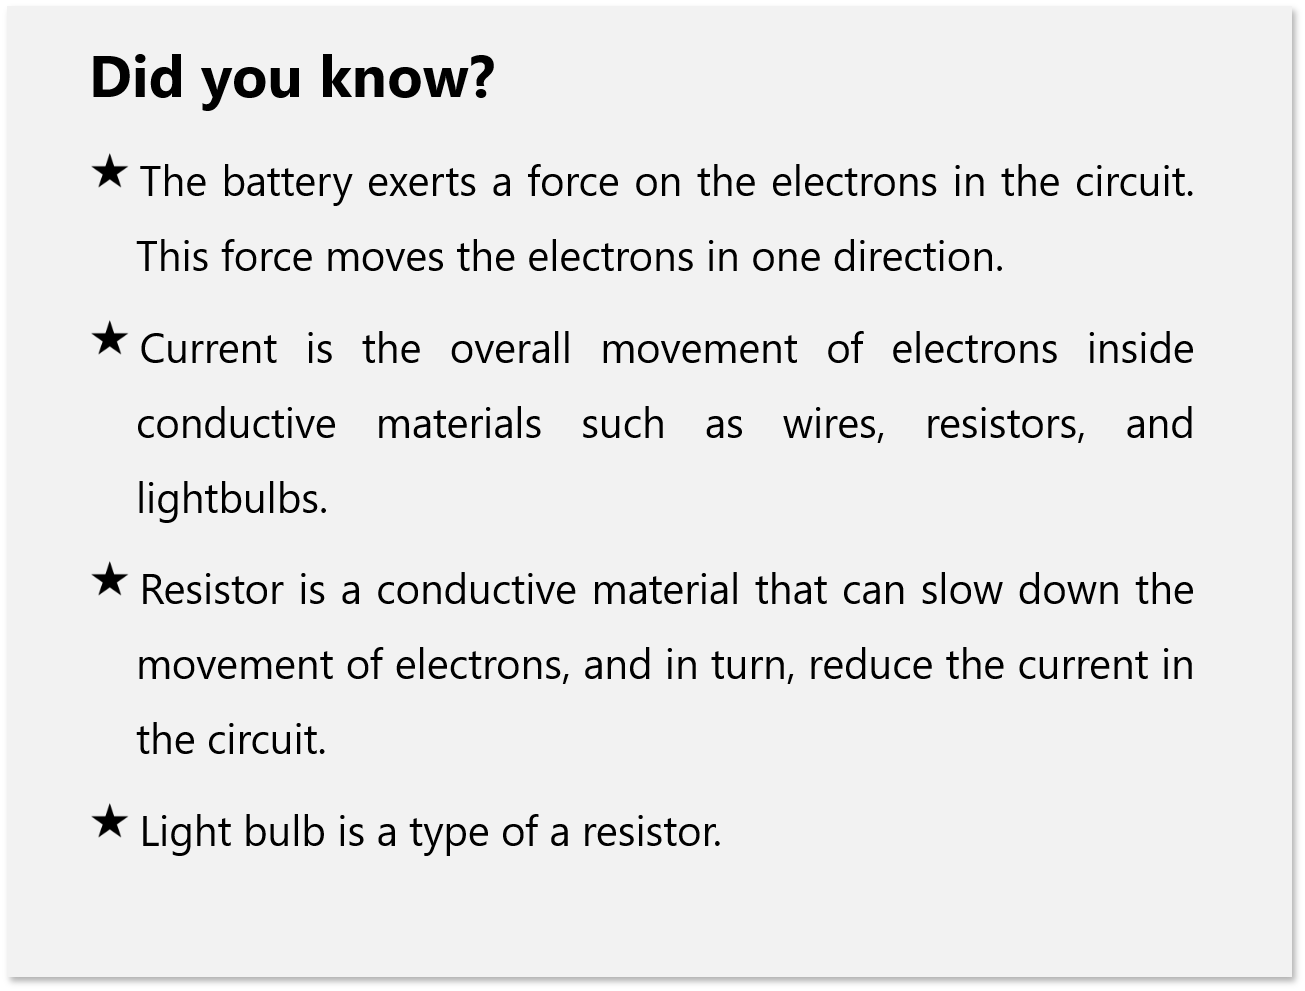 Did you know?
★ The battery exerts a force on the electrons in the circuit.
This force moves the electrons in one direction.
★ Current is the overall movement of electrons inside
conductive materials such as wires, resistors, and
lightbulbs.
★ Resistor is a conductive material that can slow down the
movement of electrons, and in turn, reduce the current in
the circuit.
★ Light bulb is a type of a resistor.